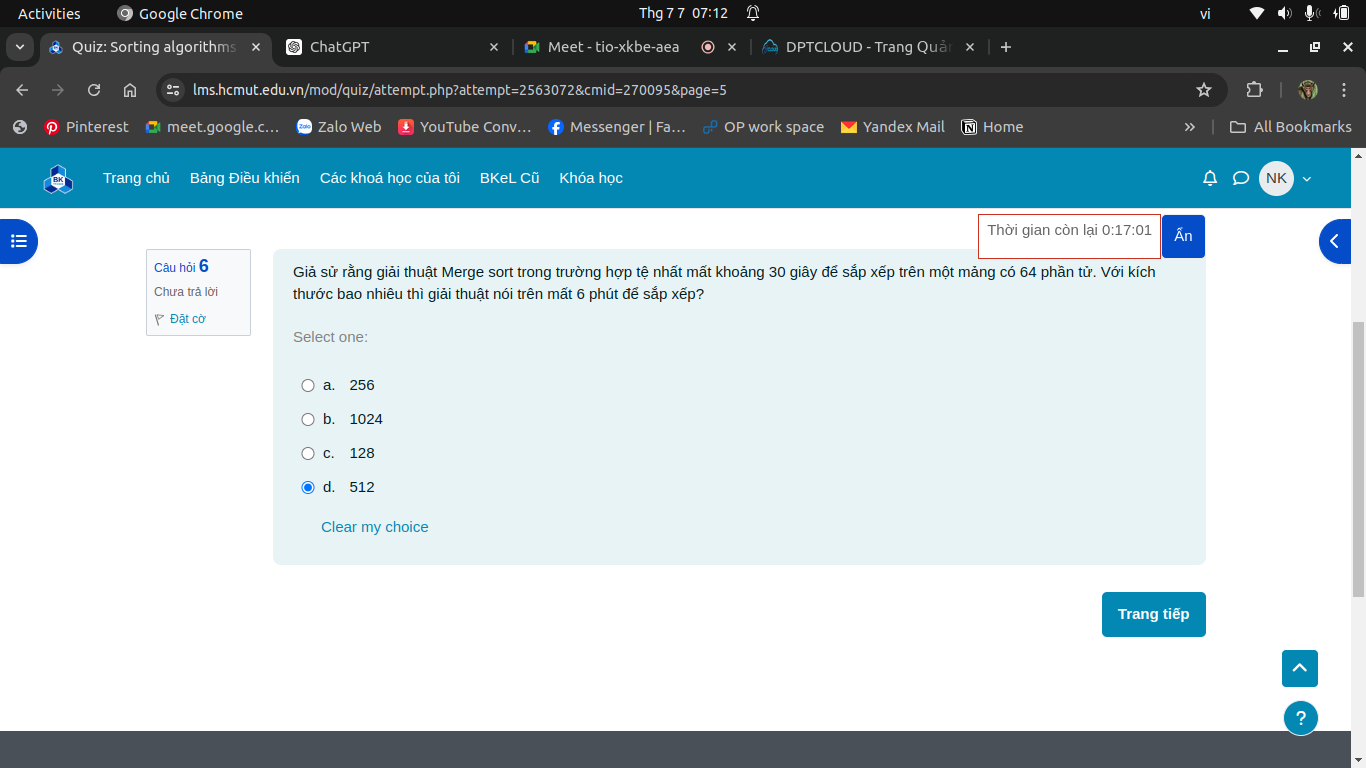 Activities
Google Chrome
Thg 7 7 07:12
vi
Quiz: Sorting algorithms
ChatGPT
Meet - tio-xkbe-aea
DPTCLOUD - Trang Quản
lms.hcmut.edu.vn/mod/quiz/attempt.php?attempt=2563072&cmid=270095&page=5
Pinterest
meet.google.c...
Zalo Web
YouTube Conv...
Messenger | Fa...
OP work space
Yandex Mail
Home
All Bookmarks
BK
Trang chủ
Bảng Điều khiển
Các khoá học của tôi
BKeL Cũ
Khóa học
NK
Thời gian còn lại 0:17:01
Ẩn
Câu hỏi 6
Chưa trả lời
Đặt cờ
Giả sử rằng giải thuật Merge sort trong trường hợp tệ nhất mất khoảng 30 giây để sắp xếp trên một mảng có 64 phần tử. Với kích
thước bao nhiêu thì giải thuật nói trên mất 6 phút để sắp xếp?
Select one:
a. 256
b. 1024
c. 128
d. 512
Clear my choice
Trang tiếp
?